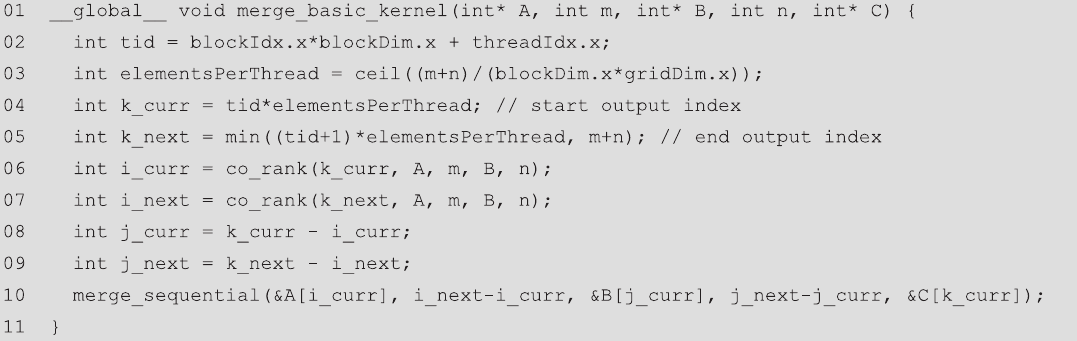 01 __global__ void merge_basic_kernel(int* A, int m, int* B, int n, int* C) {
02 int tid = blockIdx.x*blockDim.x + threadIdx.x;
03 int elementsPerThread = ceil((m+n)/(blockDim.x*gridDim.x));
04 int k_curr = tid*elementsPerThread; // start output index
05 int k_next = min((tid+1)*elementsPerThread, m+n); // end output index
06 int i_curr = co_rank(k_curr, A, m, B, n);
07 int i_next = co_rank(k_next, A, m, B, n);
08 int j_curr = k_curr - i_curr;
09 int j_next = k_next - i_next;
10 merge_sequential(&A[i_curr], i_next-i_curr, &B[j_curr], j_next-j_curr, &C[k_curr]);
11 }